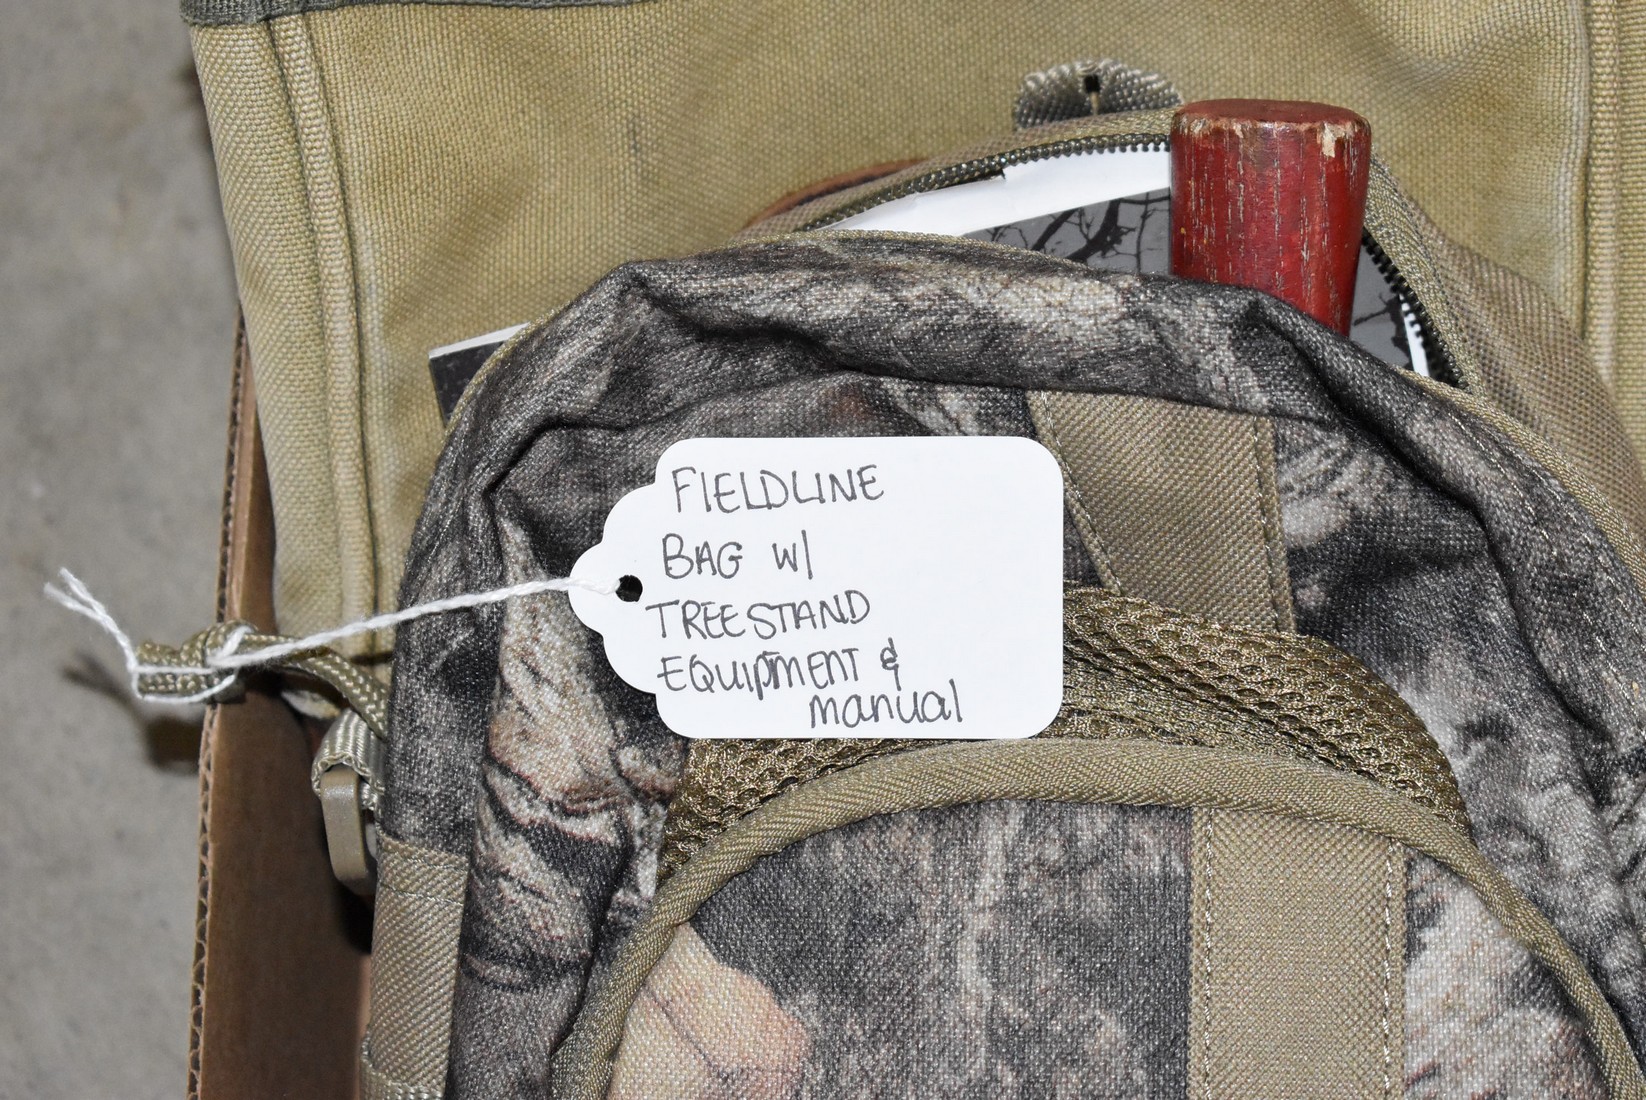 FIELDLINE
BAG W/
TREESTAND
EQUIPMENT &
manual